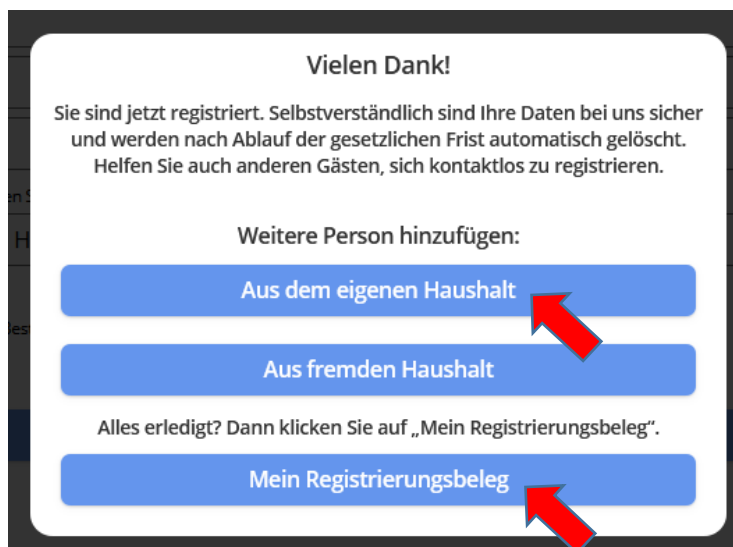 Vielen Dank!
Sie sind jetzt registriert. Selbstverständlich sind Ihre Daten bei uns sicher
und werden nach Ablauf der gesetzlichen Frist automatisch gelöscht.
Helfen Sie auch anderen Gästen, sich kontaktlos zu registrieren.
Weitere Person hinzufügen:
Aus dem eigenen Haushalt
Aus fremden Haushalt
Alles erledigt? Dann klicken Sie auf „Mein Registrierungsbeleg“.
Mein Registrierungsbeleg